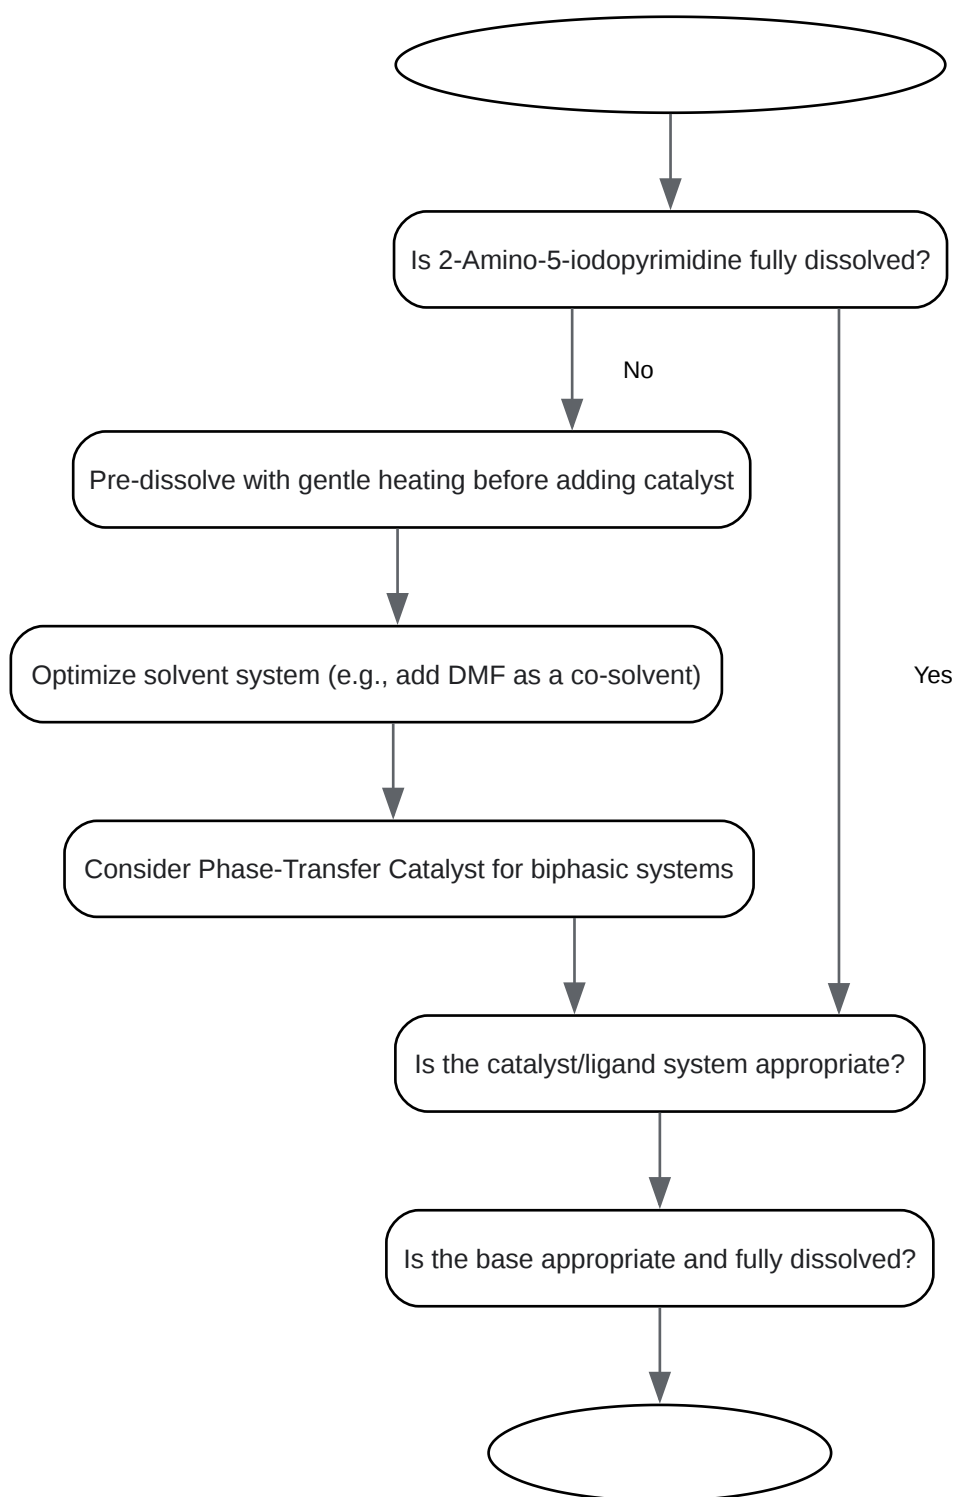 Is 2-Amino-5-iodopyrimidine fully dissolved?
No
Pre-dissolve with gentle heating before adding catalyst
Optimize solvent system (e.g., add DMF as a co-solvent)
Yes
Consider Phase-Transfer Catalyst for biphasic systems
Is the catalyst/ligand system appropriate?
Is the base appropriate and fully dissolved?